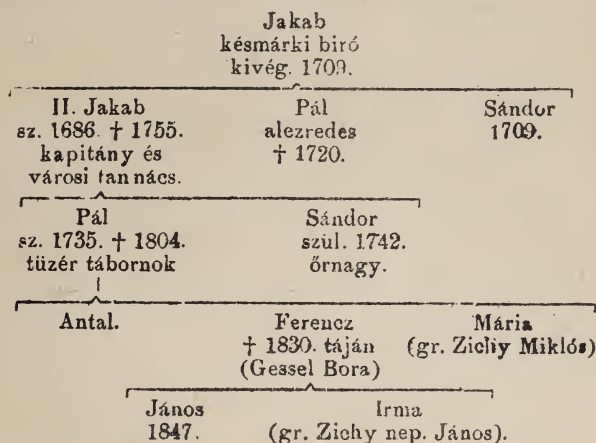 Jakab
késmárki biró
kivég. 1709.
II. Jakab Pál Sándor
sz. 1686. † 1755. alezredes 1709.
kapitány és † 1720.
városi tannács.
Pál Sándor
sz. 1735. † 1804. szül. 1742.
tüzér tábornok őrnagy.
Antal. Ferencz Mária
† 1830. táján (gr. Zichy Miklós)
(Gessel Bora)
János Irma
1847. (gr. Zichy nep. János).